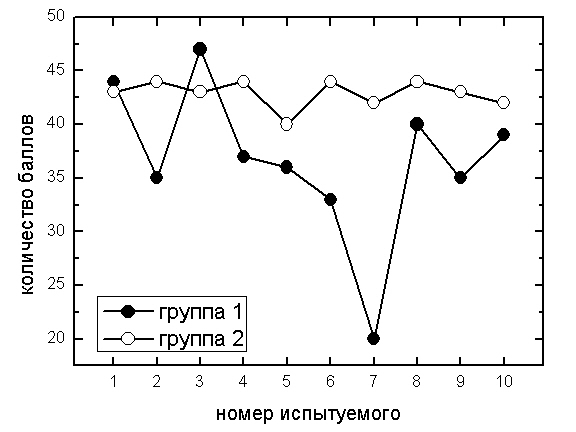 50
45
40
35
30
25
20
количество баллов
группа 1
группа 2
1 2 3 4 5 6 7 8 9 10
номер испытуемого